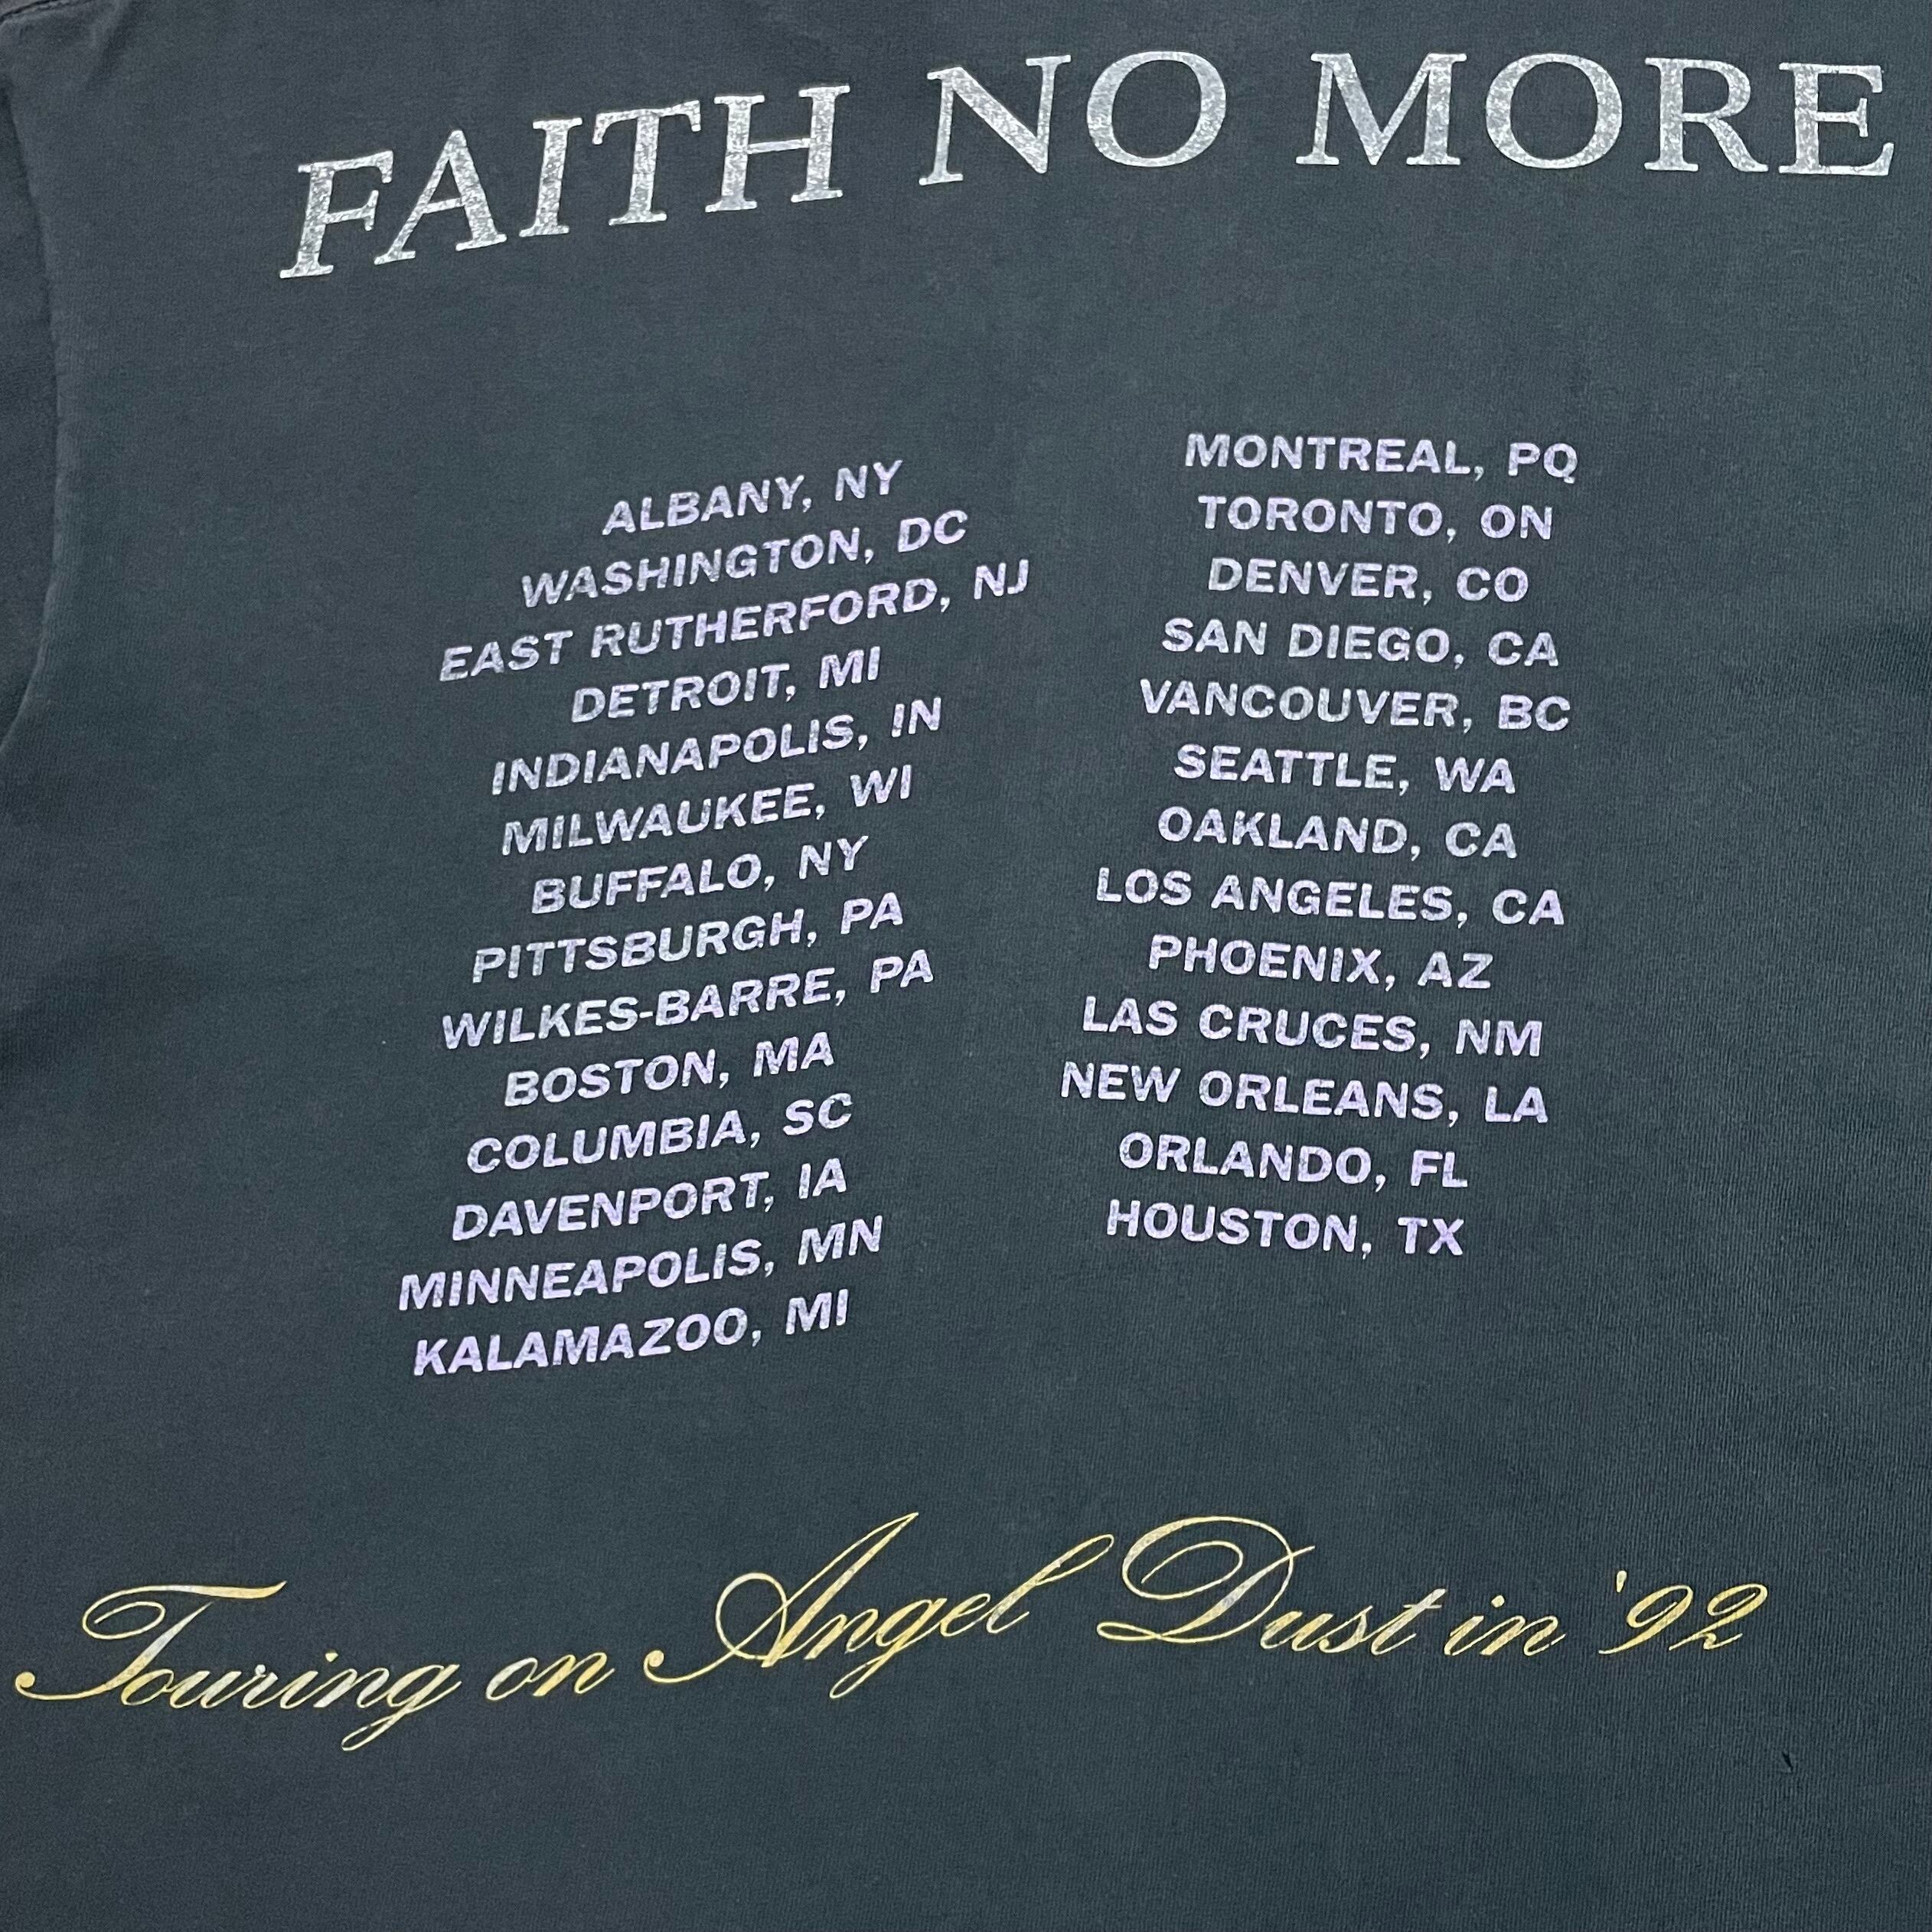 FAITH NO MORE
ALBANY, NY
WASHINGTON, DC
EAST RUTHERFORD, NJ
DETROIT, MI
INDIANAPOLIS, IN
MILWAUKEE, WI
BUFFALO, NY
PITTSBURGH, PA
WILKES-BARRE, PA
BOSTON, MA
COLUMBIA, SC
DAVENPORT, IA
MINNEAPOLIS, MN
KALAMAZOO, MI
MONTREAL, PQ
TORONTO, ON
DENVER, CO
SAN DIEGO, CA
VANCOUVER, BC
SEATTLE, WA
OAKLAND, CA
LOS ANGELES, CA
PHOENIX, AZ
LAS CRUCES, NM
NEW ORLEANS, LA
ORLANDO, FL
HOUSTON, TX
Touring on Angel Dust in '92